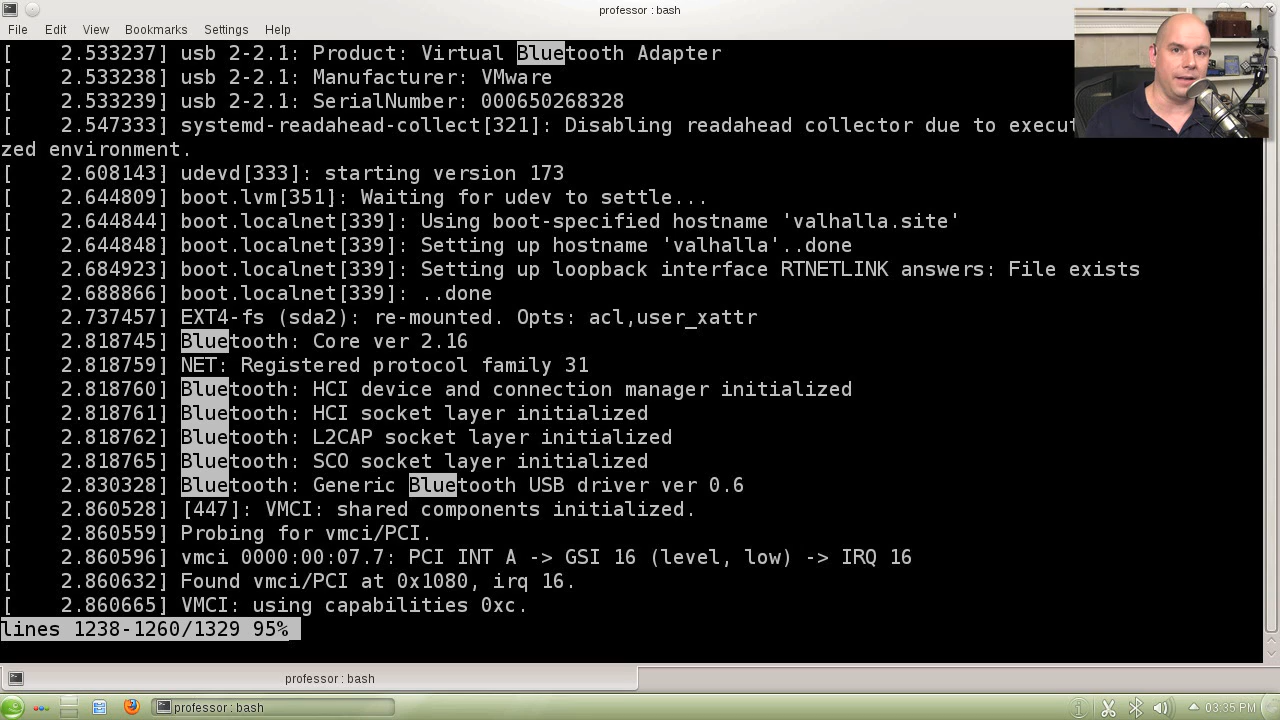 professor : bash
File Edit View Bookmarks Settings Help
[    2.533237] usb 2-2.1: Product: Virtual Bluetooth Adapter
[    2.533238] usb 2-2.1: Manufacturer: VMware
[    2.533239] usb 2-2.1: SerialNumber: 000650268328
[    2.547333] systemd-readahead-collect[321]: Disabling readahead collector due to execut
zed environment.
[    2.608143] udevd[333]: starting version 173
[    2.644809] boot.lvm[351]: Waiting for udev to settle...
[    2.644844] boot.localnet[339]: Using boot-specified hostname 'valhalla.site'
[    2.644848] boot.localnet[339]: Setting up hostname 'valhalla'..done
[    2.684923] boot.localnet[339]: Setting up loopback interface RTNETLINK answers: File exists
[    2.688866] boot.localnet[339]: ..done
[    2.737457] EXT4-fs (sda2): re-mounted. Opts: acl,user_xattr
[    2.818745] Bluetooth: Core ver 2.16
[    2.818759] NET: Registered protocol family 31
[    2.818760] Bluetooth: HCI device and connection manager initialized
[    2.818761] Bluetooth: HCI socket layer initialized
[    2.818762] Bluetooth: L2CAP socket layer initialized
[    2.818765] Bluetooth: SCO socket layer initialized
[    2.830328] Bluetooth: Generic Bluetooth USB driver ver 0.6
[    2.860528] [447]: VMCI: shared components initialized.
[    2.860559] Probing for vmci/PCI.
[    2.860596] vmci 0000:00:07.7: PCI INT A -> GSI 16 (level, low) -> IRQ 16
[    2.860632] Found vmci/PCI at 0x1080, irq 16.
[    2.860665] VMCI: using capabilities 0xc.
lines 1238-1260/1329 95%
professor : bash
professor : bash
03:35 PM